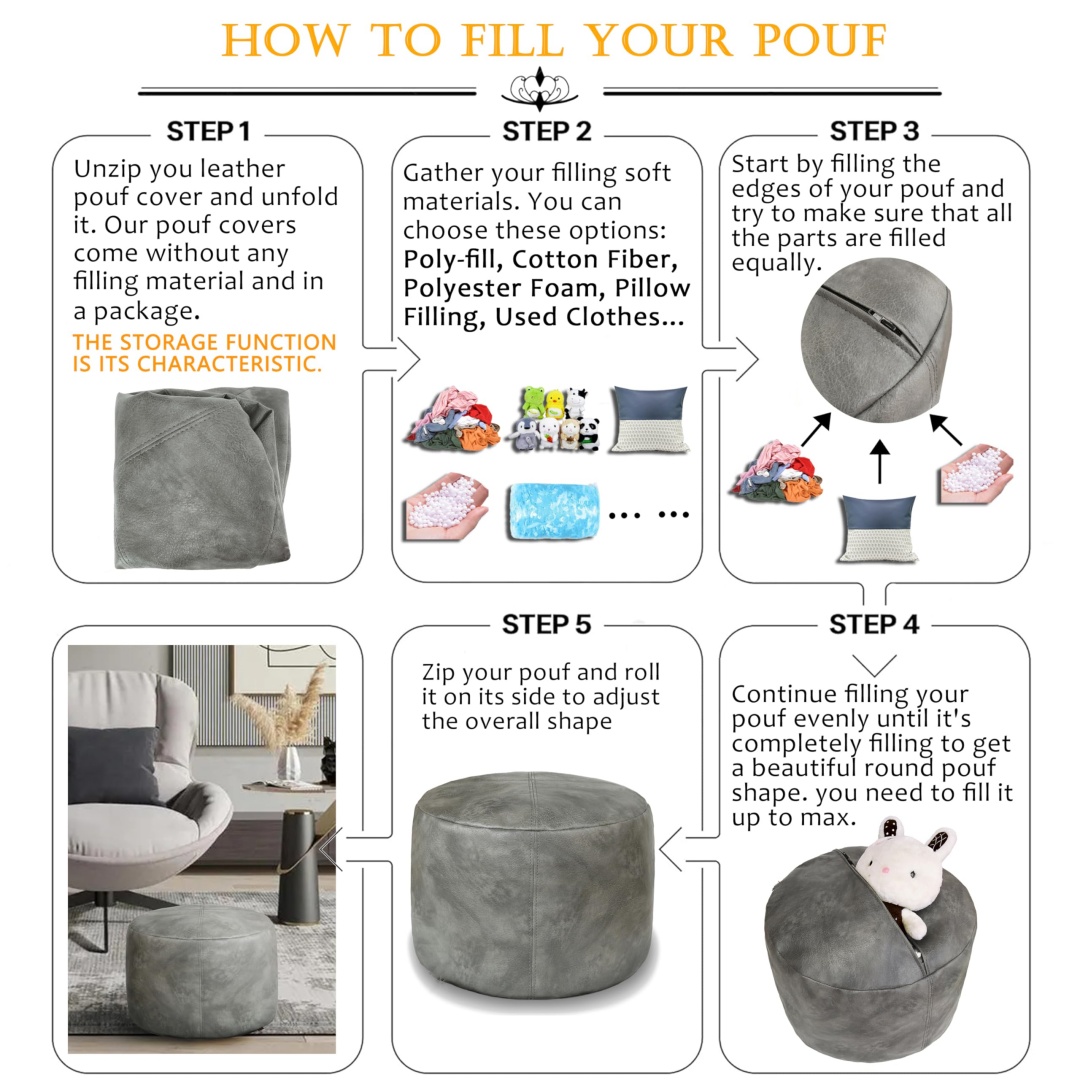 HOW TO FILL YOUR POUF
STEP 1
Unzip you leather
pouf cover and unfold
it. Our pouf covers
come without any
filling material and in
a package.
THE STORAGE FUNCTION
IS ITS CHARACTERISTIC.
STEP 2
Gather your filling soft
materials. You can
choose these options:
Poly-fill, Cotton Fiber,
Polyester Foam, Pillow
Filling, Used Clothes...
... ...
STEP 3
Start by filling the
edges of your pouf and
try to make sure that all
the parts are filled
equally.
STEP 4
Continue filling your
pouf evenly until it's
completely filling to get
a beautiful round pouf
shape. you need to fill it
up to max.
STEP 5
Zip your pouf and roll
it on its side to adjust
the overall shape